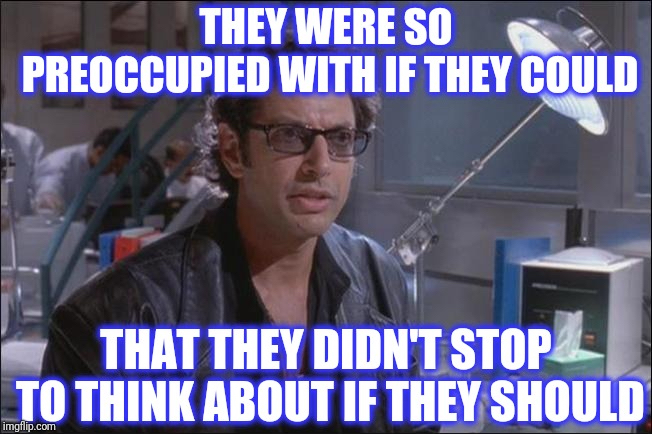 THEY WERE SO
PREOCCUPIED WITH IF THEY COULD
THAT THEY DIDN'T STOP
TO THINK ABOUT IF THEY SHOULD
imgflip.com